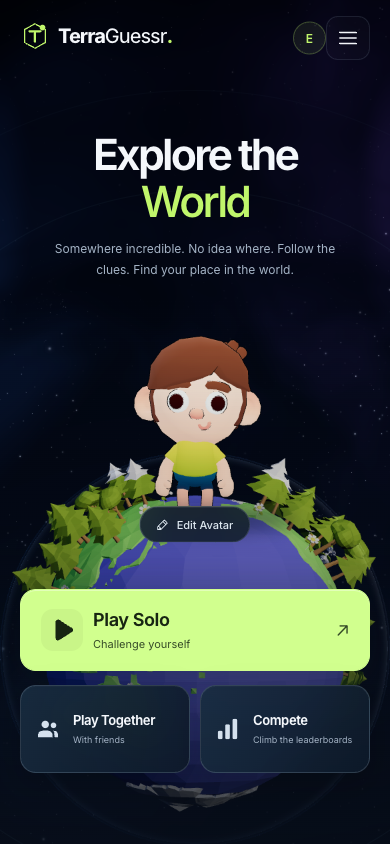 TerraGuessr.
E
Explore the
World
Somewhere incredible. No idea where. Follow the
clues. Find your place in the world.
Edit Avatar
Play Solo
Challenge yourself
Play Together
With friends
Compete
Climb the leaderboards